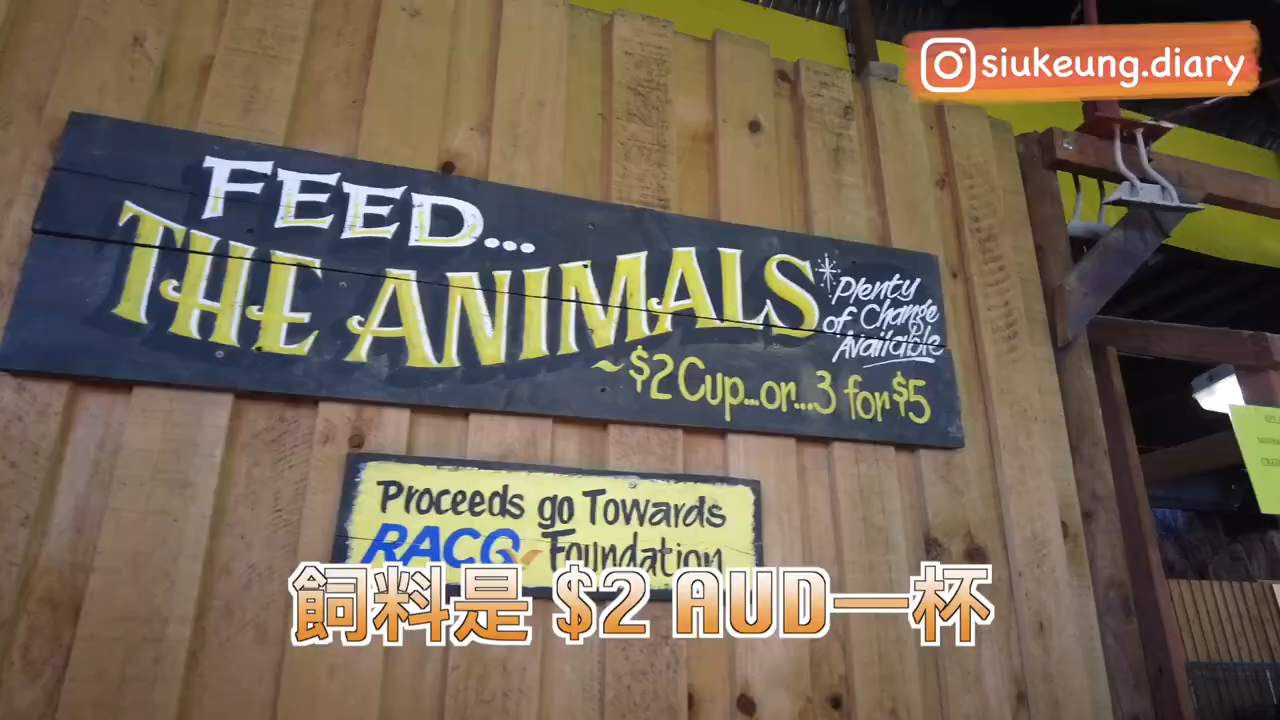 siukeung.diary
FEED...
THE ANIMALS
*Plenty
of Change
Available
~$2 Cup...or...3 for $5
Proceeds go Towards
RACQ Foundation
飼料是 $2 AUD一杯